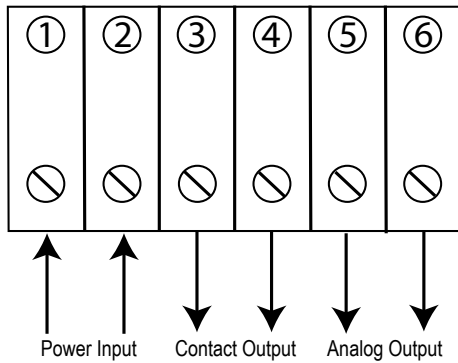 ① ② ③ ④ ⑤ ⑥
Power Input Contact Output Analog Output